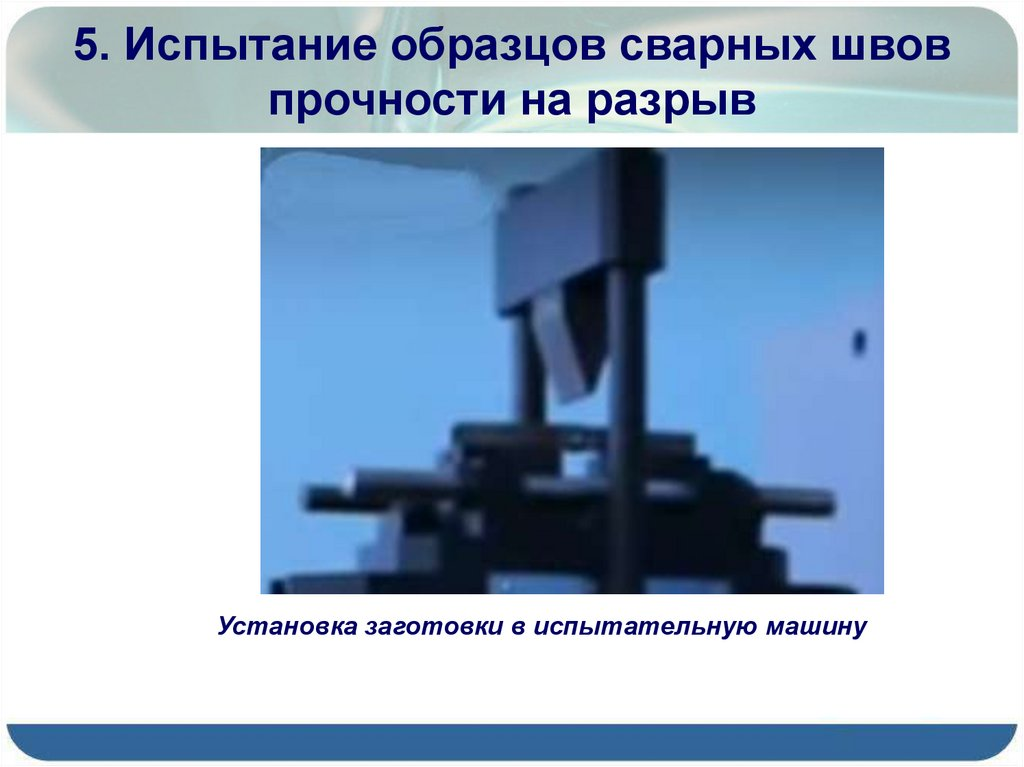 5. Испытание образцов сварных швов
прочности на разрыв
Установка заготовки в испытательную машину